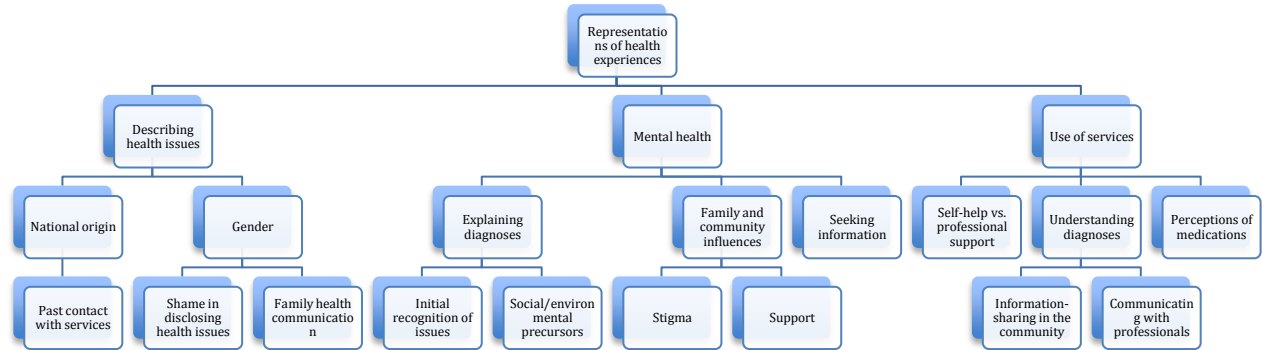 Representatio
ns of health
experiences
Describing
health issues
Mental health
Use of services
National origin
Gender
Explaining
diagnoses
Family and
community
influences
Seeking
information
Self-help vs.
professional
support
Understanding
diagnoses
Perceptions of
medications
Past contact
with services
Shame in
disclosing
health issues
Family health
communicatio
n
Initial
recognition of
issues
Social/environ
mental
precursors
Stigma
Support
Information-
sharing in the
community
Communicatin
g with
professionals